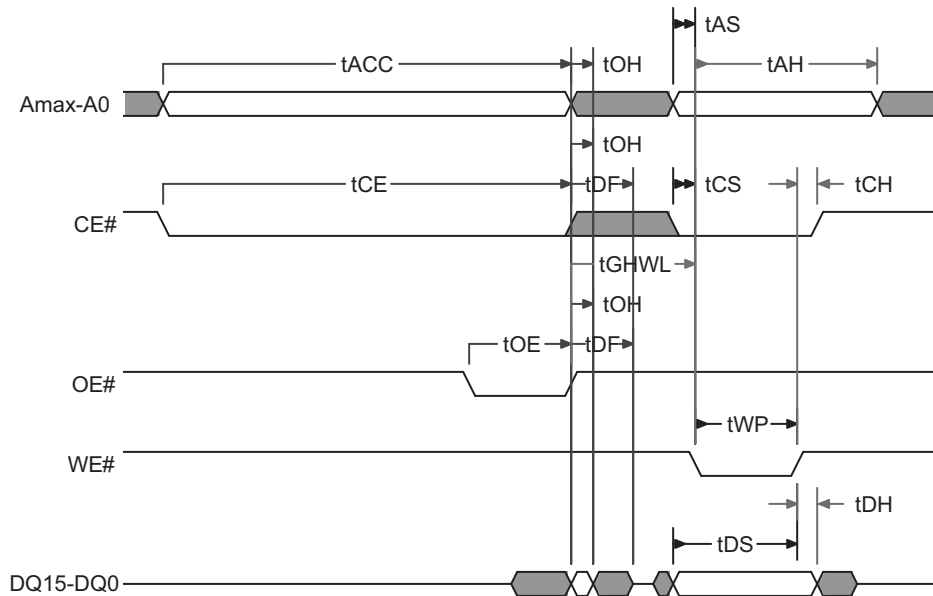 tAS
tACC
tOH
tAH
Amax-A0
tOH
tCE
tDF
tCS
tCH
CE#
tGHWL
tOH
tOE
tDF
OE#
tWP
WE#
tDH
tDS
DQ15-DQ0